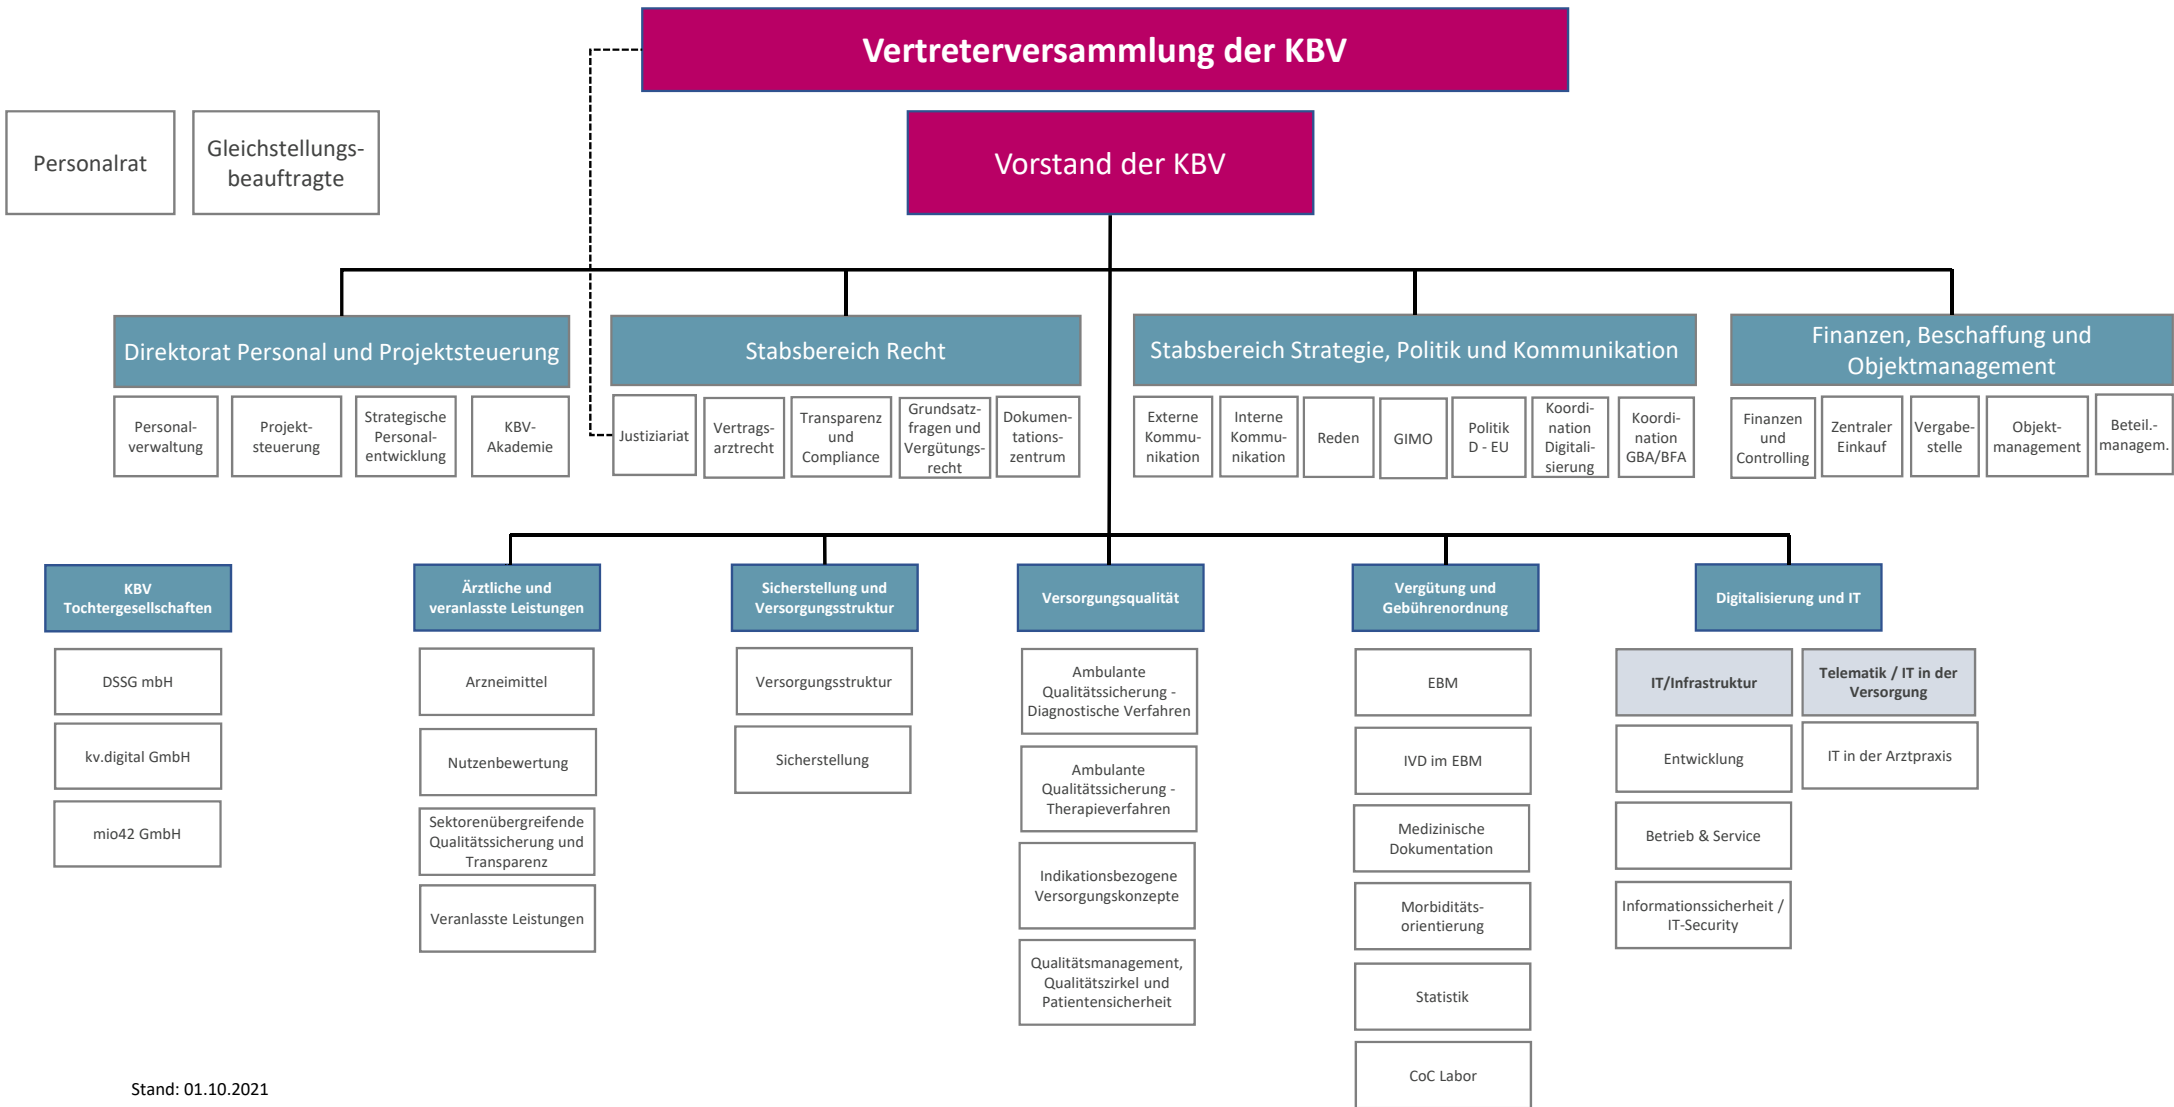 Vertreterversammlung der KBV
Personalrat
Gleichstellungs-
beauftragte
Vorstand der KBV
Direktorat Personal und Projektsteuerung
Personal-
verwaltung
Projekt-
steuerung
Strategische
Personal-
entwicklung
KBV-
Akademie
Stabsbereich Recht
Justiziariat
Vertrags-
arztrecht
Transparenz
und
Compliance
Grundsatz-
fragen und
Vergütungs-
recht
Dokumen-
tations-
zentrum
Stabsbereich Strategie, Politik und Kommunikation
Externe
Kommu-
nikation
Interne
Kommu-
nikation
Reden
GIMO
Politik
D - EU
Koordi-
nation
Digitali-
sierung
Koordi-
nation
GBA/BFA
Finanzen, Beschaffung und
Objektmanagement
Finanzen
und
Controlling
Zentraler
Einkauf
Vergabe-
stelle
Objekt-
management
Beteil.-
managem.
KBV
Tochtergesellschaften
DSSG mbH
kv.digital GmbH
mio42 GmbH
Ärztliche und
veranlasste Leistungen
Arzneimittel
Nutzenbewertung
Sektorenübergreifende
Qualitätssicherung und
Transparenz
Veranlasste Leistungen
Sicherstellung und
Versorgungsstruktur
Versorgungsstruktur
Sicherstellung
Versorgungsqualität
Ambulante
Qualitätssicherung -
Diagnostische Verfahren
Ambulante
Qualitätssicherung -
Therapieverfahren
Indikationsbezogene
Versorgungskonzepte
Qualitätsmanagement,
Qualitätszirkel und
Patientensicherheit
Vergütung und
Gebührenordnung
EBM
IVD im EBM
Medizinische
Dokumentation
Morbiditäts-
orientierung
Statistik
CoC Labor
Digitalisierung und IT
IT/Infrastruktur
Entwicklung
Betrieb & Service
Informationssicherheit /
IT-Security
Telematik / IT in der
Versorgung
IT in der Arztpraxis
Stand: 01.10.2021